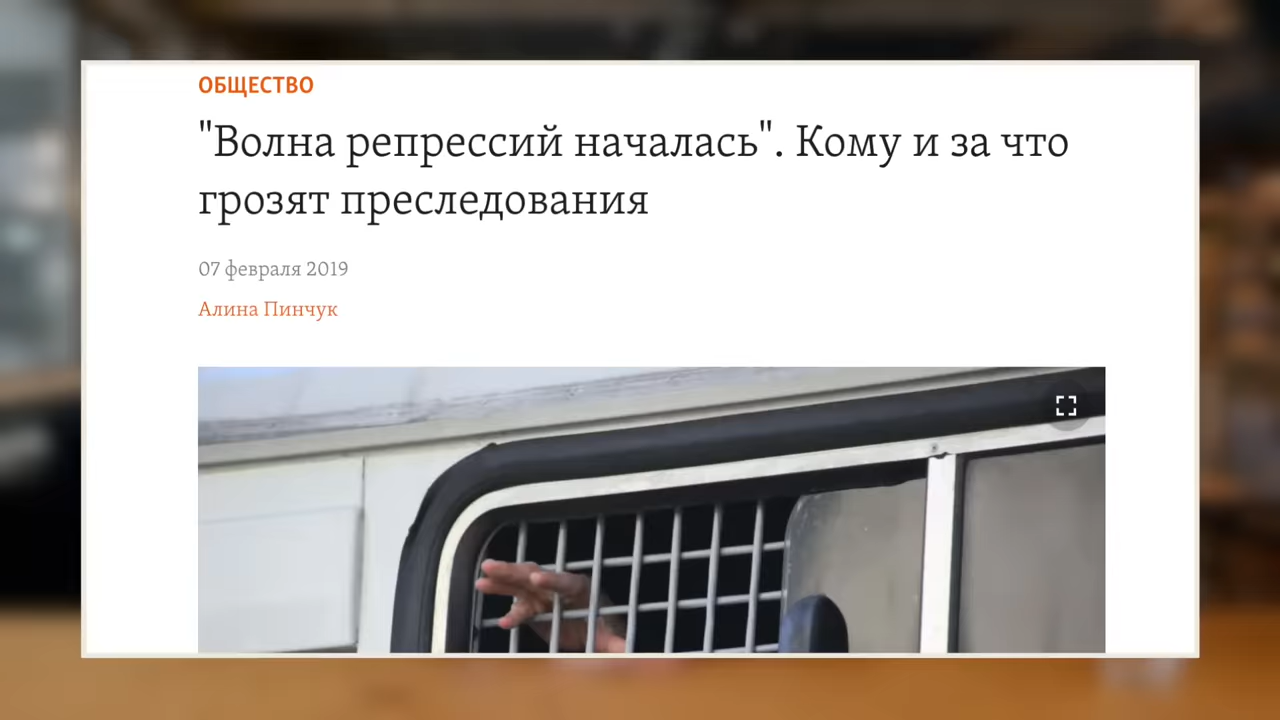 ОБЩЕСТВО
"Волна репрессий началась". Кому и за что
грозят преследования
07 февраля 2019
Алина Пинчук